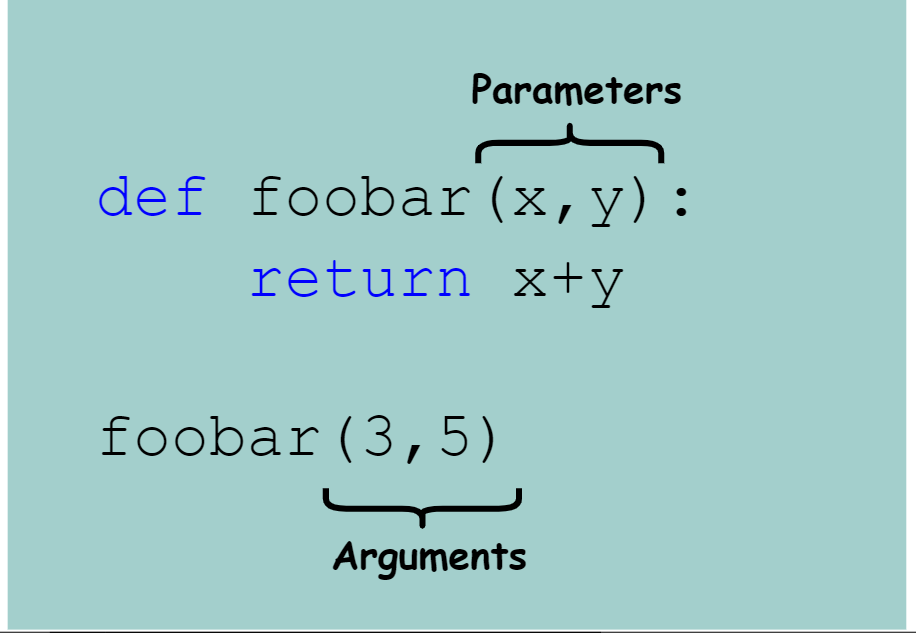 Parameters
def foobar(x,y):
return x+y
foobar(3,5)
Arguments